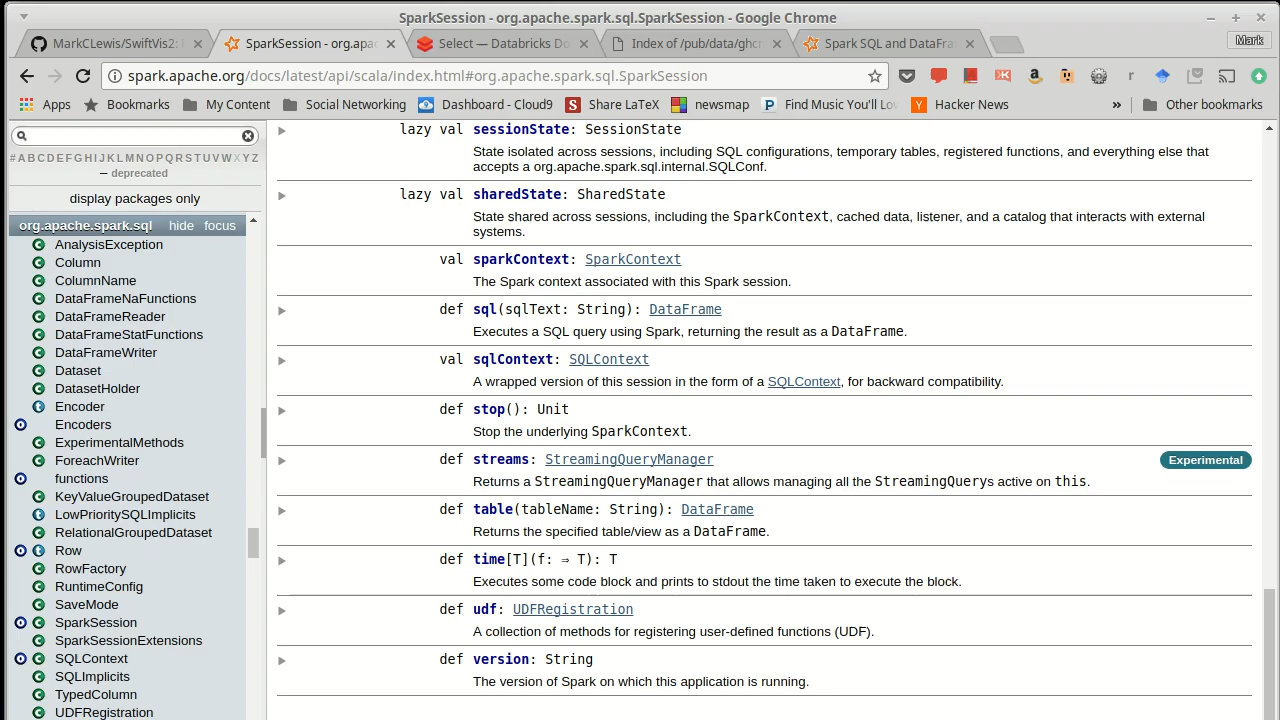 SparkSession - org.apache.spark.sql.SparkSession - Google Chrome
MarkCLewis/SwiftVis2:
SparkSession - org.apa
Select — Databricks Do
Index of /pub/data/ghc
Spark SQL and DataFra
Mark
spark.apache.org/docs/latest/api/scala/index.html#org.apache.spark.sql.SparkSession
Apps Bookmarks My Content Social Networking Dashboard - Cloud9 Share LaTeX newsmap Find Music You'll Lo Hacker News » Other bookmarks
#ABCDEFGHIJKLMNOPQRSTUVWXYZ
– deprecated
display packages only
org.apache.spark.sql hide focus
AnalysisException
Column
ColumnName
DataFrameNaFunctions
DataFrameReader
DataFrameStatFunctions
DataFrameWriter
Dataset
DatasetHolder
Encoder
Encoders
ExperimentalMethods
ForeachWriter
functions
KeyValueGroupedDataset
LowPrioritySQLImplicits
RelationalGroupedDataset
Row
RowFactory
RuntimeConfig
SaveMode
SparkSession
SparkSessionExtensions
SQLContext
SQLImplicits
TypedColumn
UDFRegistration
lazy val sessionState: SessionState
State isolated across sessions, including SQL configurations, temporary tables, registered functions, and everything else that
accepts a org.apache.spark.sql.internal.SQLConf.
lazy val sharedState: SharedState
State shared across sessions, including the SparkContext, cached data, listener, and a catalog that interacts with external
systems.
val sparkContext: SparkContext
The Spark context associated with this Spark session.
def sql(sqlText: String): DataFrame
Executes a SQL query using Spark, returning the result as a DataFrame.
val sqlContext: SQLContext
A wrapped version of this session in the form of a SQLContext, for backward compatibility.
def stop(): Unit
Stop the underlying SparkContext.
def streams: StreamingQueryManager
Experimental
Returns a StreamingQueryManager that allows managing all the StreamingQuerys active on this.
def table(tableName: String): DataFrame
Returns the specified table/view as a DataFrame.
def time[T](f: ⇒ T): T
Executes some code block and prints to stdout the time taken to execute the block.
def udf: UDFRegistration
A collection of methods for registering user-defined functions (UDF).
def version: String
The version of Spark on which this application is running.